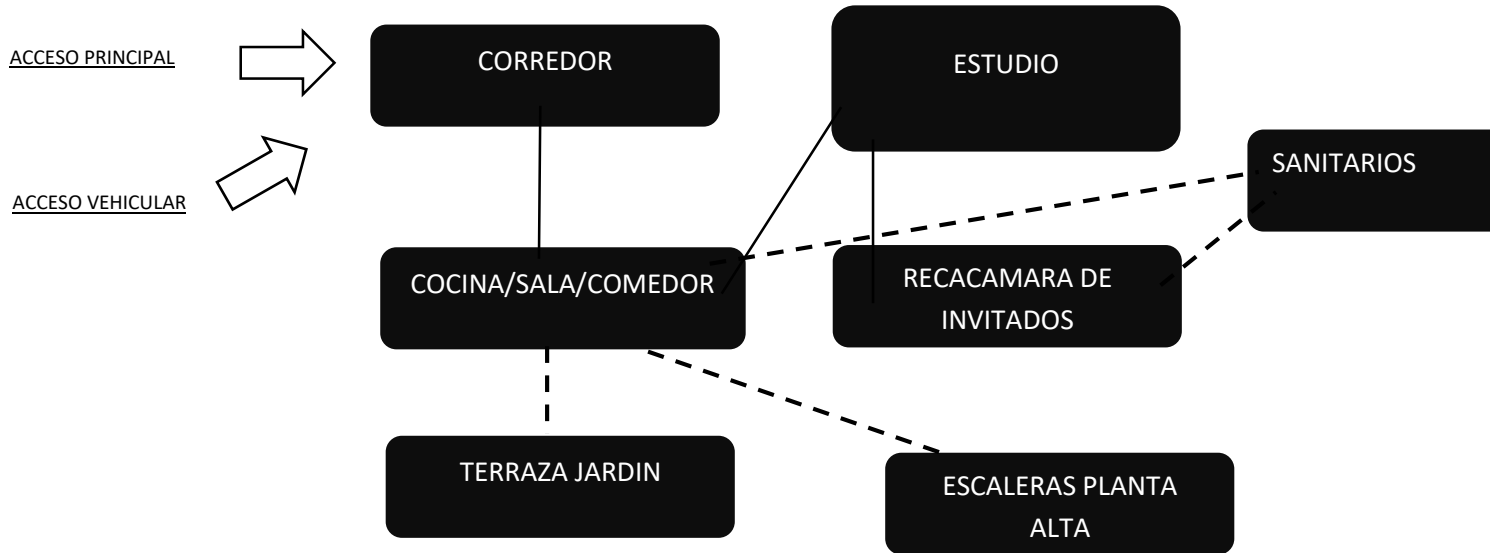 ACCESO PRINCIPAL
CORREDOR
ESTUDIO
SANITARIOS
ACCESO VEHICULAR
COCINA/SALA/COMEDOR
RECACAMARA DE
INVITADOS
TERRAZA JARDIN
ESCALERAS PLANTA
ALTA